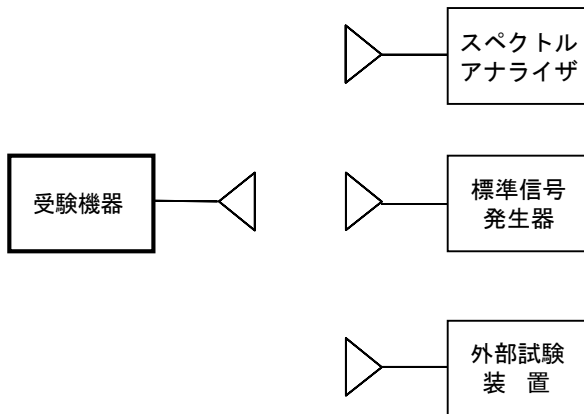 スペクトル
アナライザ
受験機器
標準信号
発生器
外部試験
装 置